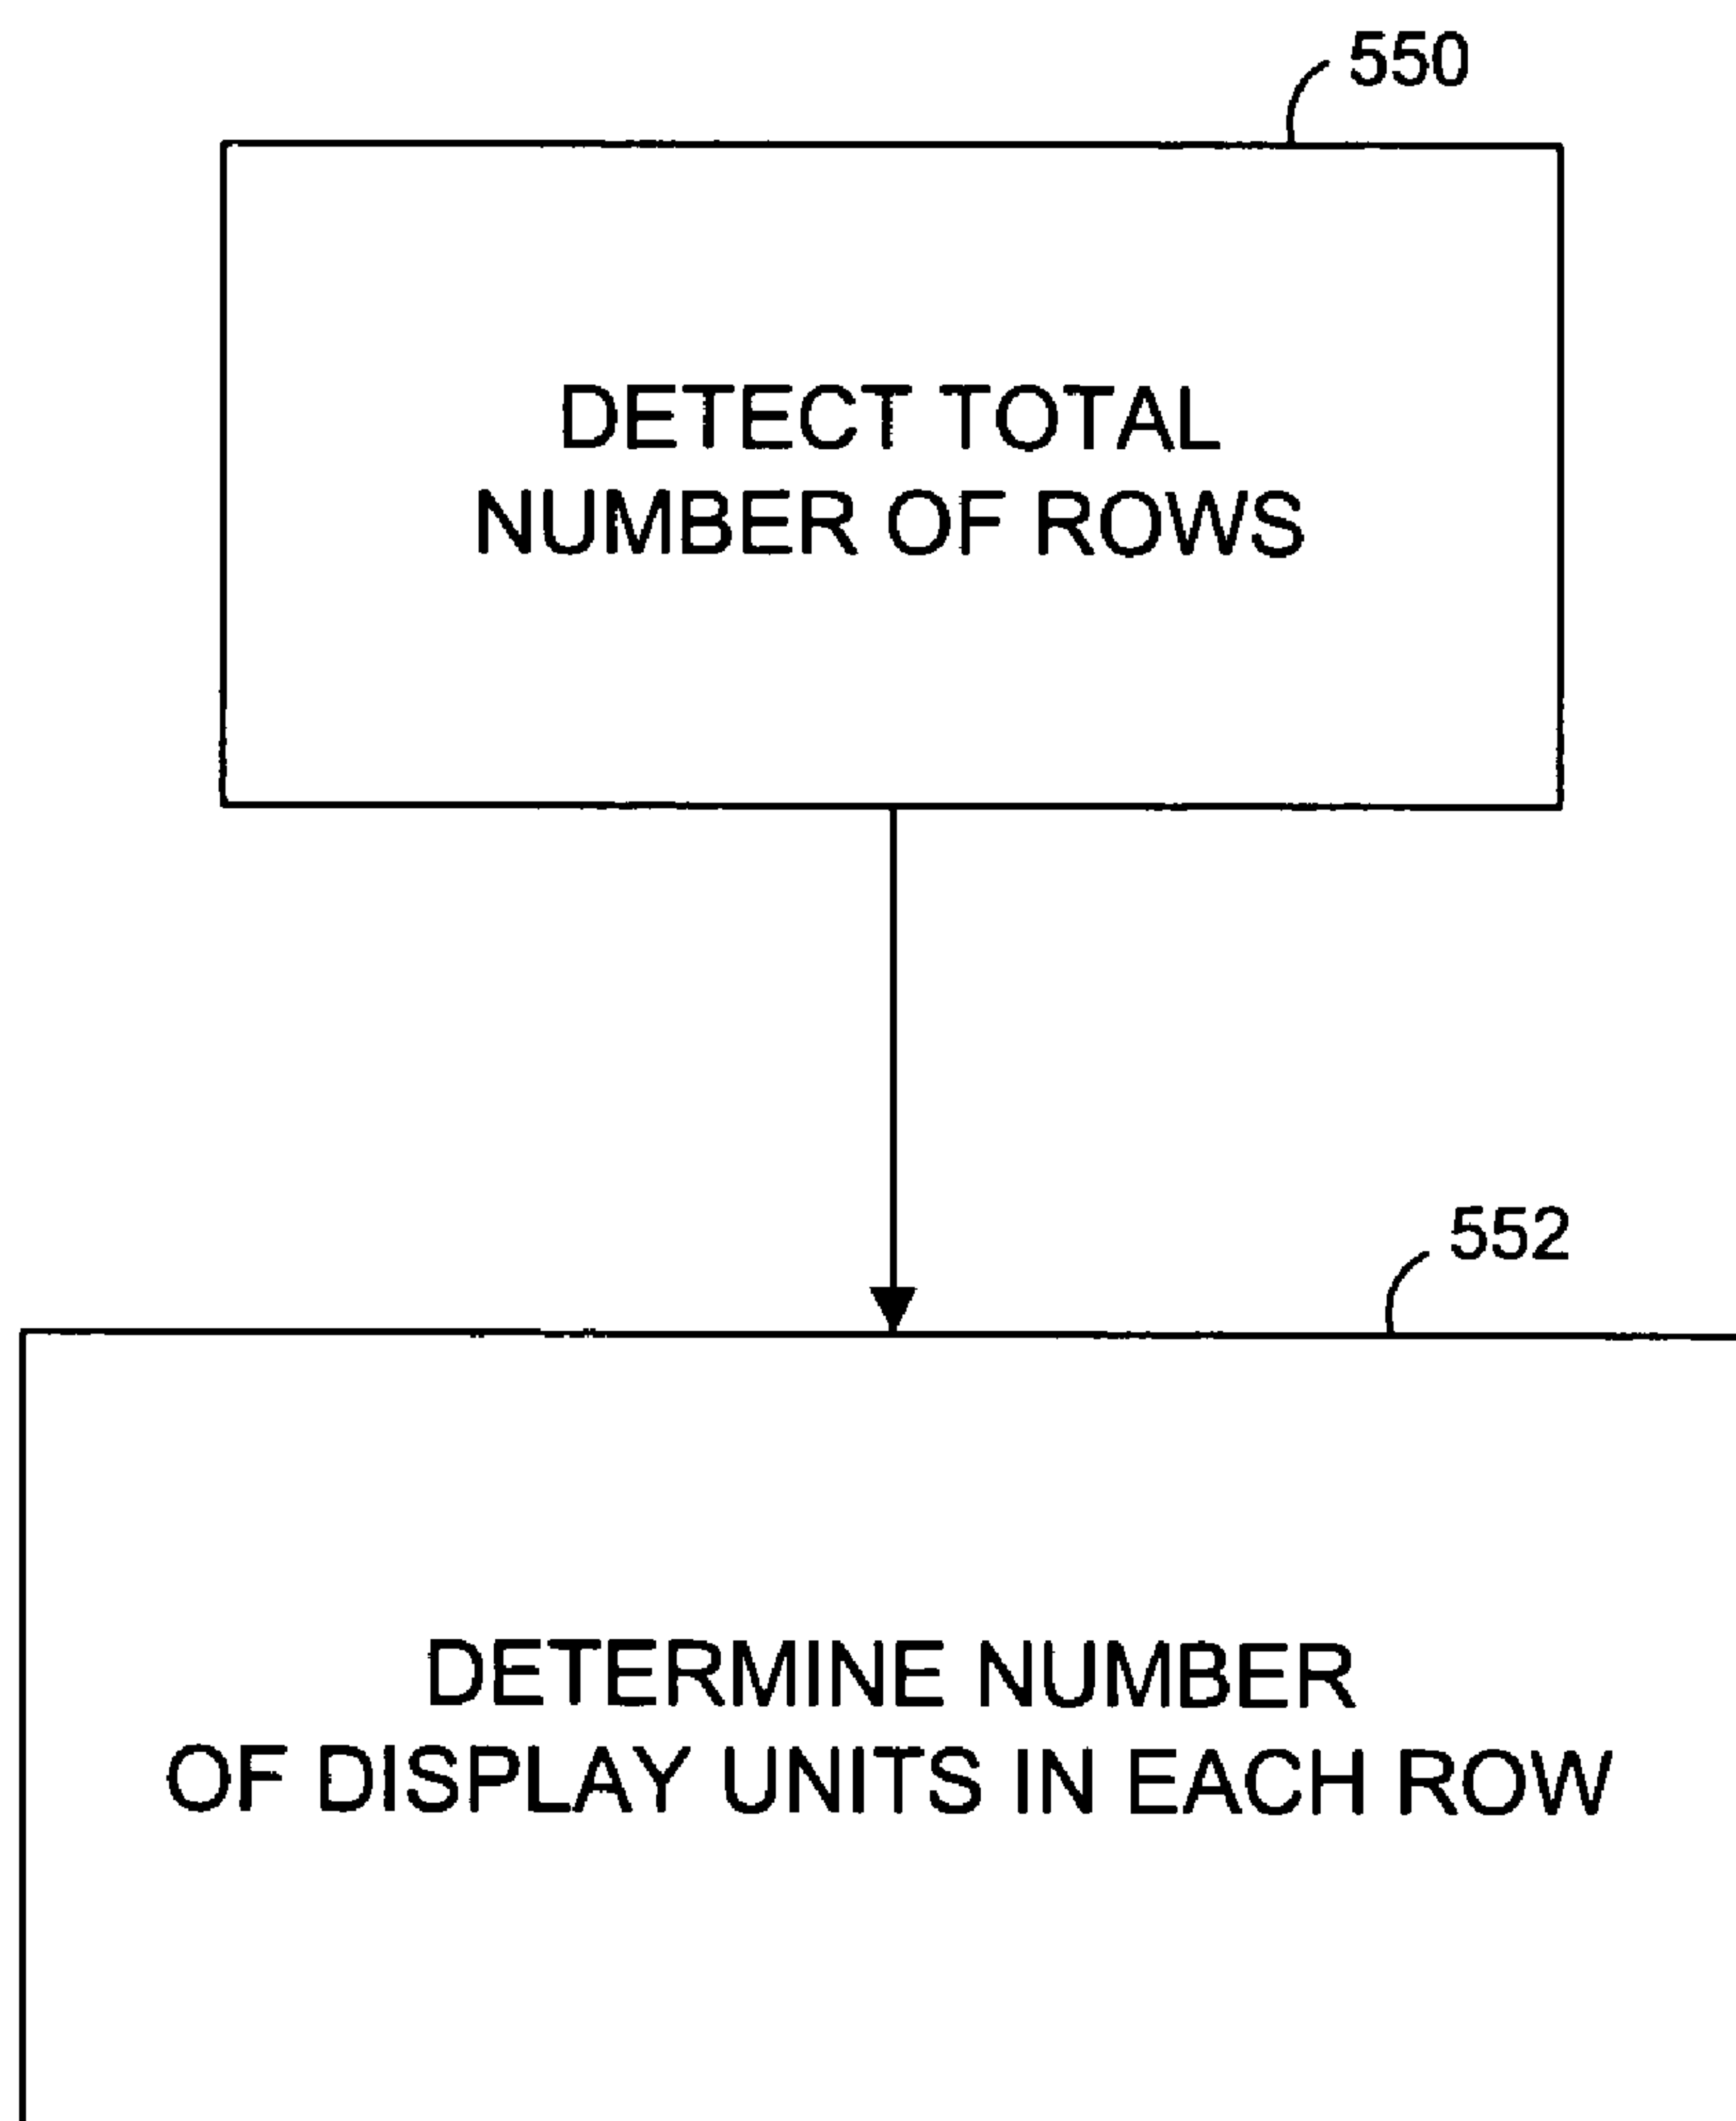 550
DETECT TOTAL
NUMBER OF ROWS
552
DETERMINE NUMBER
OF DISPLAY UNITS IN EACH ROW